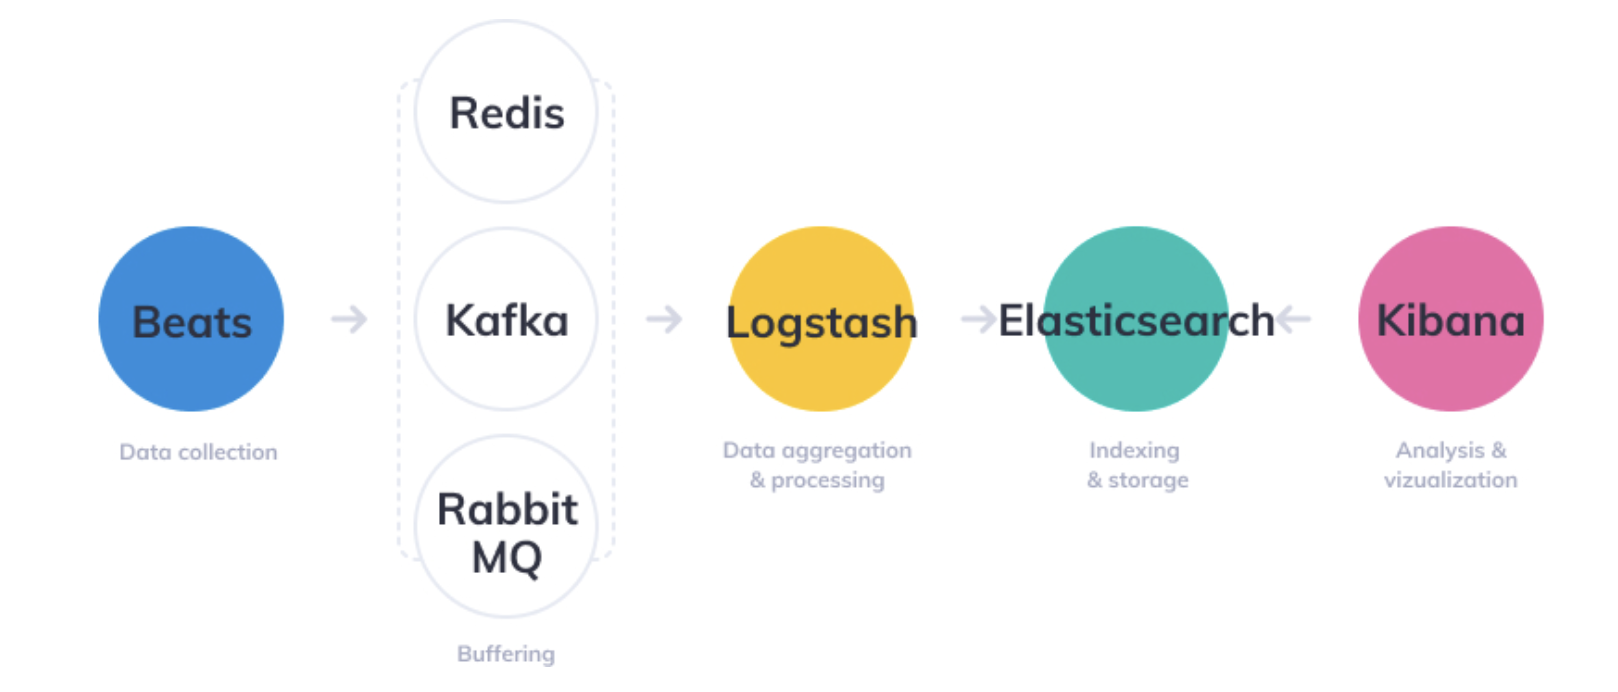 Redis
Beats
Kafka
Logstash
Elasticsearch
Kibana
Data collection
Data aggregation
& processing
Indexing
& storage
Analysis &
vizualization
Rabbit
MQ
Buffering